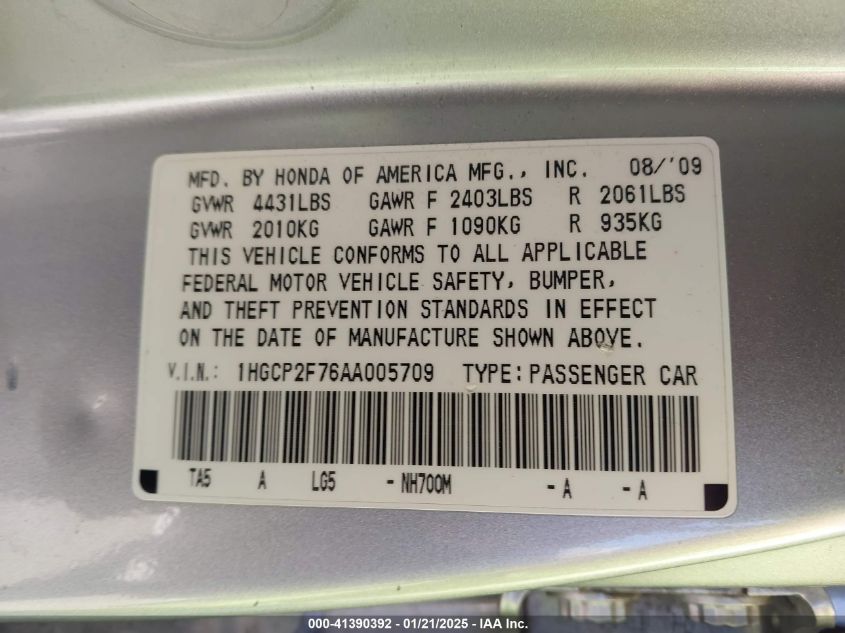 MFD. BY HONDA OF AMERICA MFG., INC. 08/'09
GVWR 4431LBS GAWR F 2403LBS R 2061LBS
GVWR 2010KG GAWR F 1090KG R 935KG
THIS VEHICLE CONFORMS TO ALL APPLICABLE
FEDERAL MOTOR VEHICLE SAFETY, BUMPER,
AND THEFT PREVENTION STANDARDS IN EFFECT
ON THE DATE OF MANUFACTURE SHOWN ABOVE.
V.I.N.: 1HGCP2F76AA005709 TYPE: PASSENGER CAR
TA5 A LG5 - NH700M - A - A
000-41390392 / 01/21/2025 - IAA Inc.